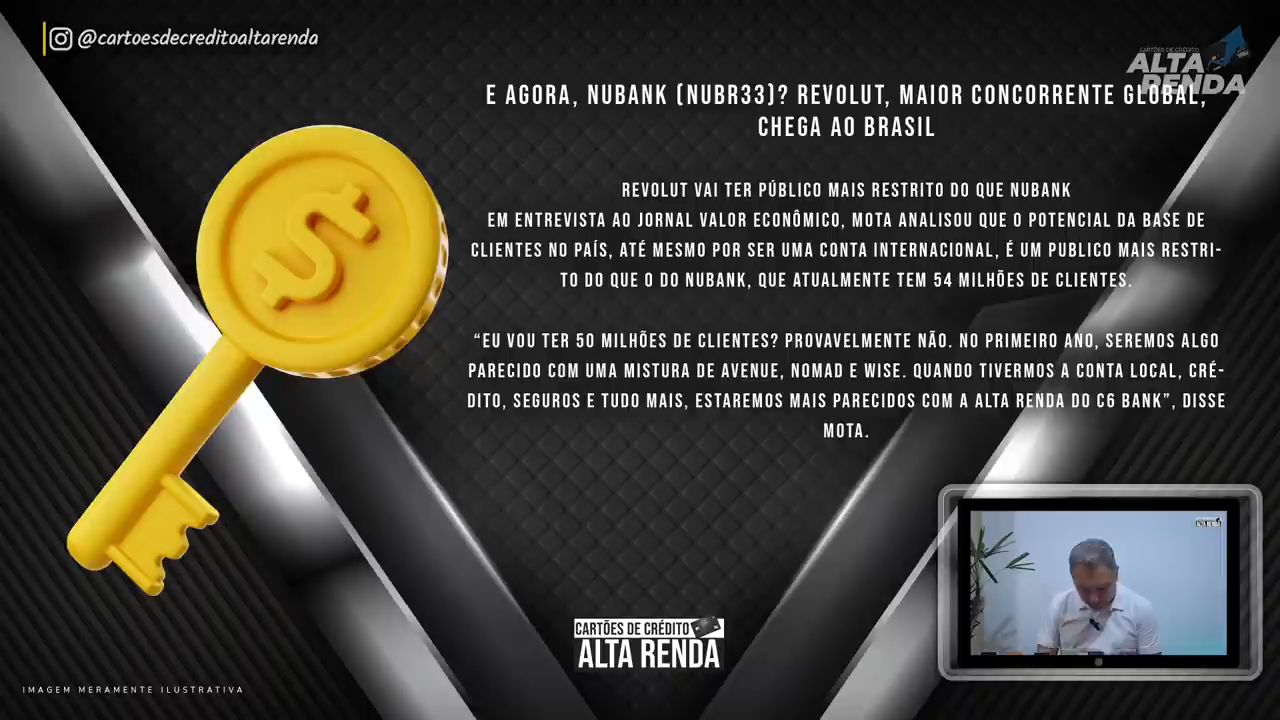 @cartoesdecreditoaltarenda
CARTÕES DE CRÉDITO
ALTA
RENDA
E AGORA, NUBANK (NUBR33)? REVOLUT, MAIOR CONCORRENTE GLOBAL,
CHEGA AO BRASIL
REVOLUT VAI TER PÚBLICO MAIS RESTRITO DO QUE NUBANK
EM ENTREVISTA AO JORNAL VALOR ECONÔMICO, MOTA ANALISOU QUE O POTENCIAL DA BASE DE
CLIENTES NO PAÍS, ATÉ MESMO POR SER UMA CONTA INTERNACIONAL, É UM PUBLICO MAIS RESTRI-
TO DO QUE O DO NUBANK, QUE ATUALMENTE TEM 54 MILHÕES DE CLIENTES.
“EU VOU TER 50 MILHÕES DE CLIENTES? PROVAVELMENTE NÃO. NO PRIMEIRO ANO, SEREMOS ALGO
PARECIDO COM UMA MISTURA DE AVENUE, NOMAD E WISE. QUANDO TIVERMOS A CONTA LOCAL, CRÉ-
DITO, SEGUROS E TUDO MAIS, ESTAREMOS MAIS PARECIDOS COM A ALTA RENDA DO C6 BANK”, DISSE
MOTA.
ALTA RENDA
CARTÕES DE CRÉDITO
ALTA RENDA
IMAGEM MERAMENTE ILUSTRATIVA